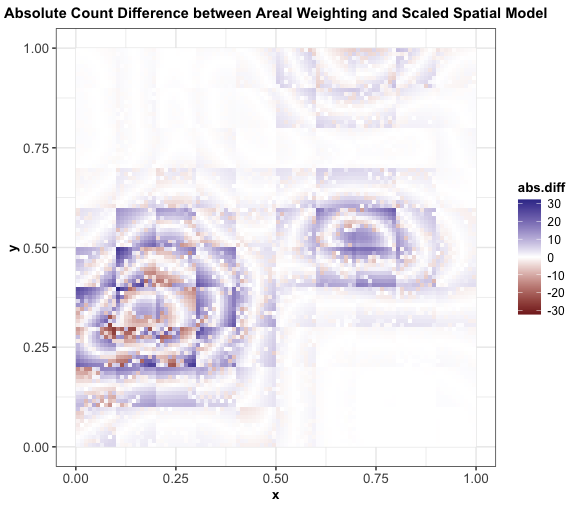 Absolute Count Difference between Areal Weighting and Scaled Spatial Model
1.00
0.75
0.50
0.25
0.00
y
0.00 0.25 0.50 0.75 1.00
x
abs.diff
30
20
10
0
-10
-20
-30